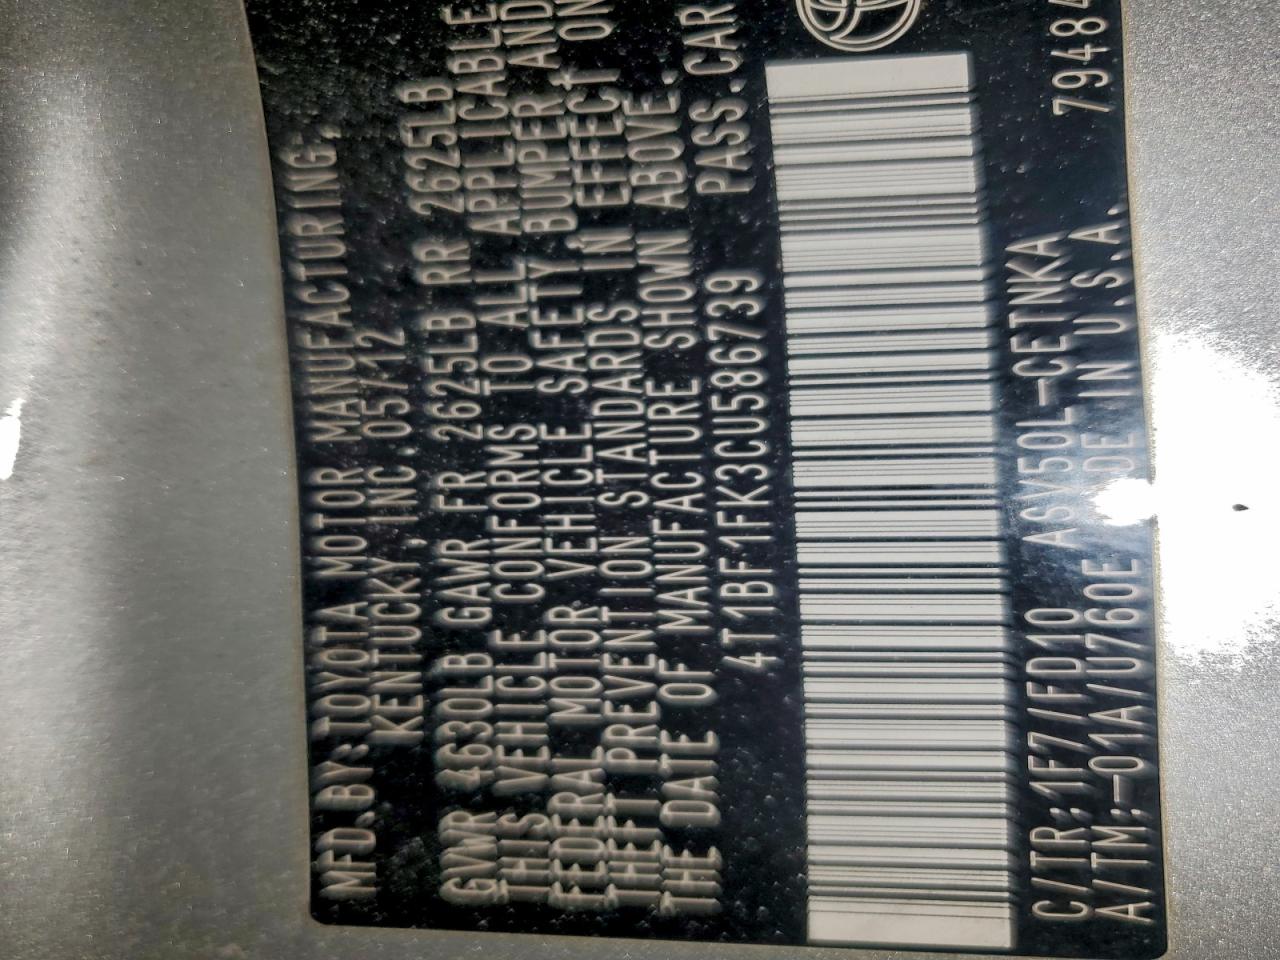 MFD. BY: TOYOTA MOTOR MANUFACTURING,
KENTUCKY, INC. 05/12
GVWR 4630LB GAWR FR 2625LB RR 2625LB
THIS VEHICLE CONFORMS TO ALL APPLICABLE
FEDERAL MOTOR VEHICLE SAFETY, BUMPER AND
THEFT PREVENTION STANDARDS IN EFFECT ON
THE DATE OF MANUFACTURE SHOWN ABOVE.
4T1BF1FK3CU586739 PASS.CAR
C/TR:1F7/FD10 ASV50L-CETNKA
A/TM:-01A/U760E MADE IN U.S.A. 79484